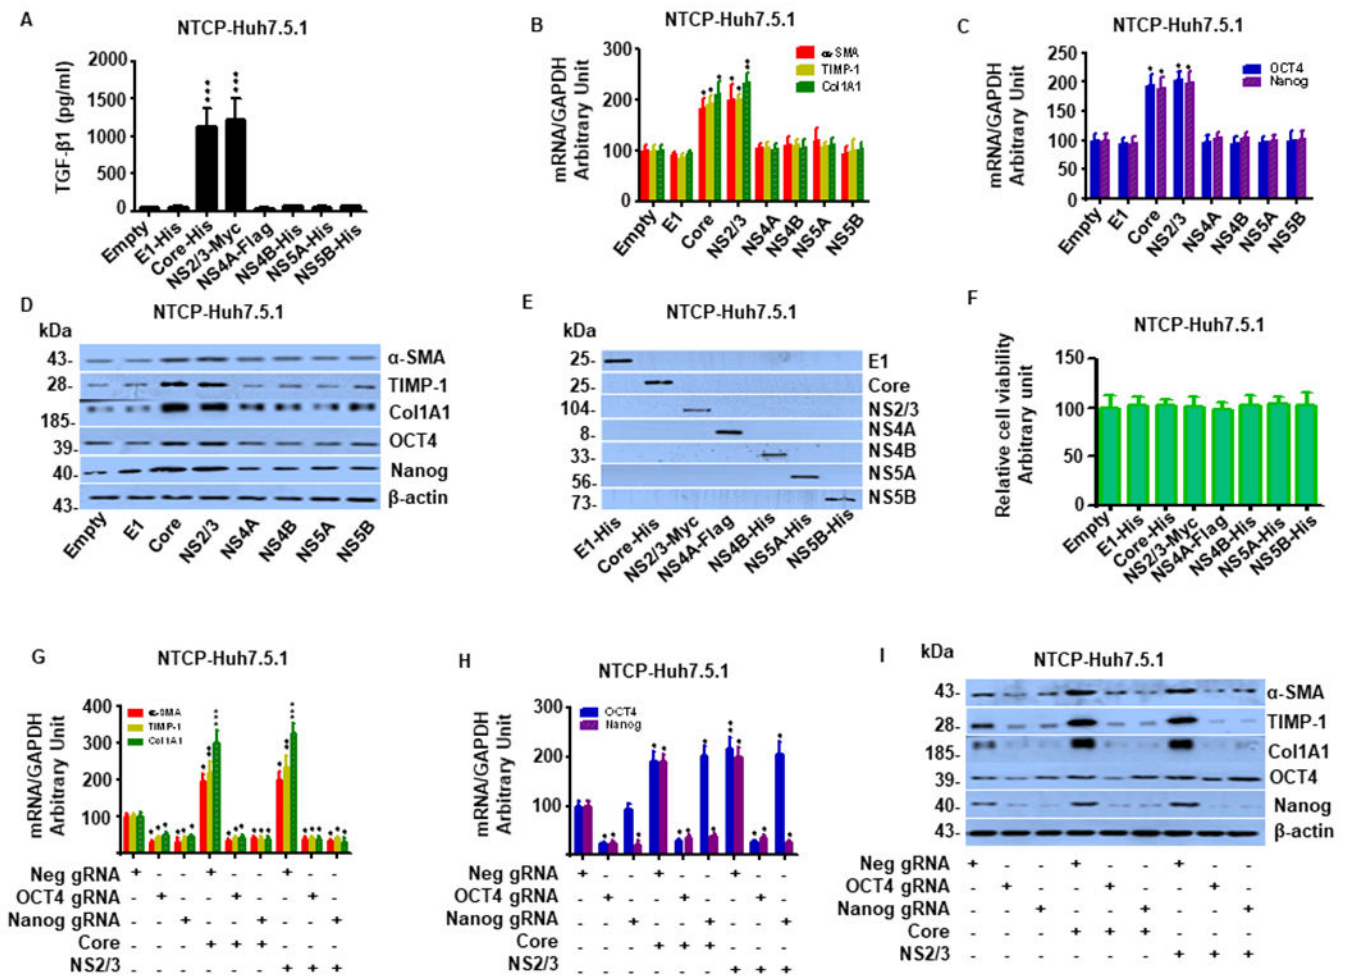 A
NTCP-Huh7.5.1
TGF-β1 (pg/ml)
2000
1500
1000
500
0
Empty
E1-His
Core-His
NS2/3-Myc
NS4A-Flag
NS4B-His
NS5A-His
NS5B-His
B
NTCP-Huh7.5.1
mRNA/GAPDH
Arbitrary Unit
300
200
100
0
α-SMA
TIMP-1
Col1A1
Empty
E1
Core
NS2/3
NS4A
NS4B
NS5A
NS5B
C
NTCP-Huh7.5.1
mRNA/GAPDH
Arbitrary Unit
250
200
150
100
50
0
OCT4
Nanog
Empty
E1
Core
NS2/3
NS4A
NS4B
NS5A
NS5B
D
NTCP-Huh7.5.1
kDa
43-
α-SMA
28-
TIMP-1
185-
Col1A1
39-
OCT4
40-
Nanog
43-
β-actin
Empty
E1
Core
NS2/3
NS4A
NS4B
NS5A
NS5B
E
NTCP-Huh7.5.1
kDa
25-
E1
25-
Core
104-
NS2/3
8-
NS4A
33-
NS4B
56-
NS5A
73-
NS5B
E1-His
Core-His
NS2/3-Myc
NS4A-Flag
NS4B-His
NS5A-His
NS5B-His
F
NTCP-Huh7.5.1
Relative cell viability
Arbitrary unit
150
100
50
0
Empty
E1-His
Core-His
NS2/3-Myc
NS4A-Flag
NS4B-His
NS5A-His
NS5B-His
G
NTCP-Huh7.5.1
mRNA/GAPDH
Arbitrary Unit
400
300
200
100
α-SMA
TIMP-1
Col1A1
Neg gRNA + - - + - - + - -
OCT4 gRNA - + - - + - - + -
Nanog gRNA - - + - - + - - +
Core - - - + + + - - -
NS2/3 - - - - - - + + +
H
NTCP-Huh7.5.1
mRNA/GAPDH
Arbitrary Unit
300
200
100
OCT4
Nanog
Neg gRNA + - - + - - + - -
OCT4 gRNA - + - - + - - + -
Nanog gRNA - - + - - + - - +
Core - - - + + + - - -
NS2/3 - - - - - - + + +
I
kDa
NTCP-Huh7.5.1
43-
α-SMA
28-
TIMP-1
185-
Col1A1
39-
OCT4
40-
Nanog
43-
β-actin
Neg gRNA + - - + - - + - -
OCT4 gRNA - + - - + - - + -
Nanog gRNA - - + - - + - - +
Core - - - + + + - - -
NS2/3 - - - - - - + + +